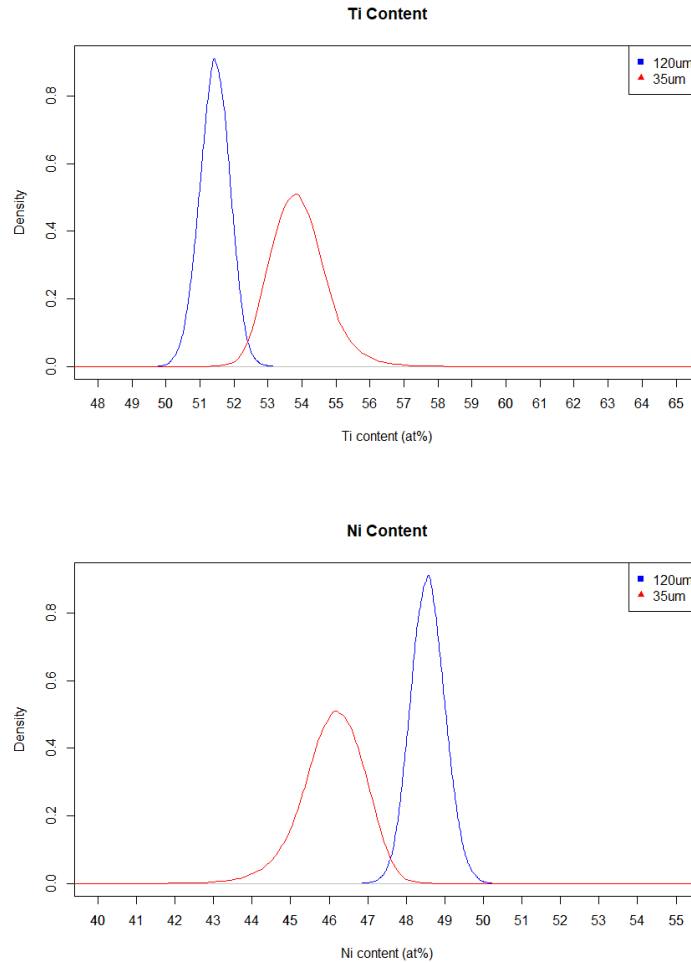 Ti Content
120um
35um
Density
0.0 0.2 0.4 0.6 0.8
48 49 50 51 52 53 54 55 56 57 58 59 60 61 62 63 64 65
Ti content (at%)
Ni Content
120um
35um
Density
0.0 0.2 0.4 0.6 0.8
40 41 42 43 44 45 46 47 48 49 50 51 52 53 54 55
Ni content (at%)